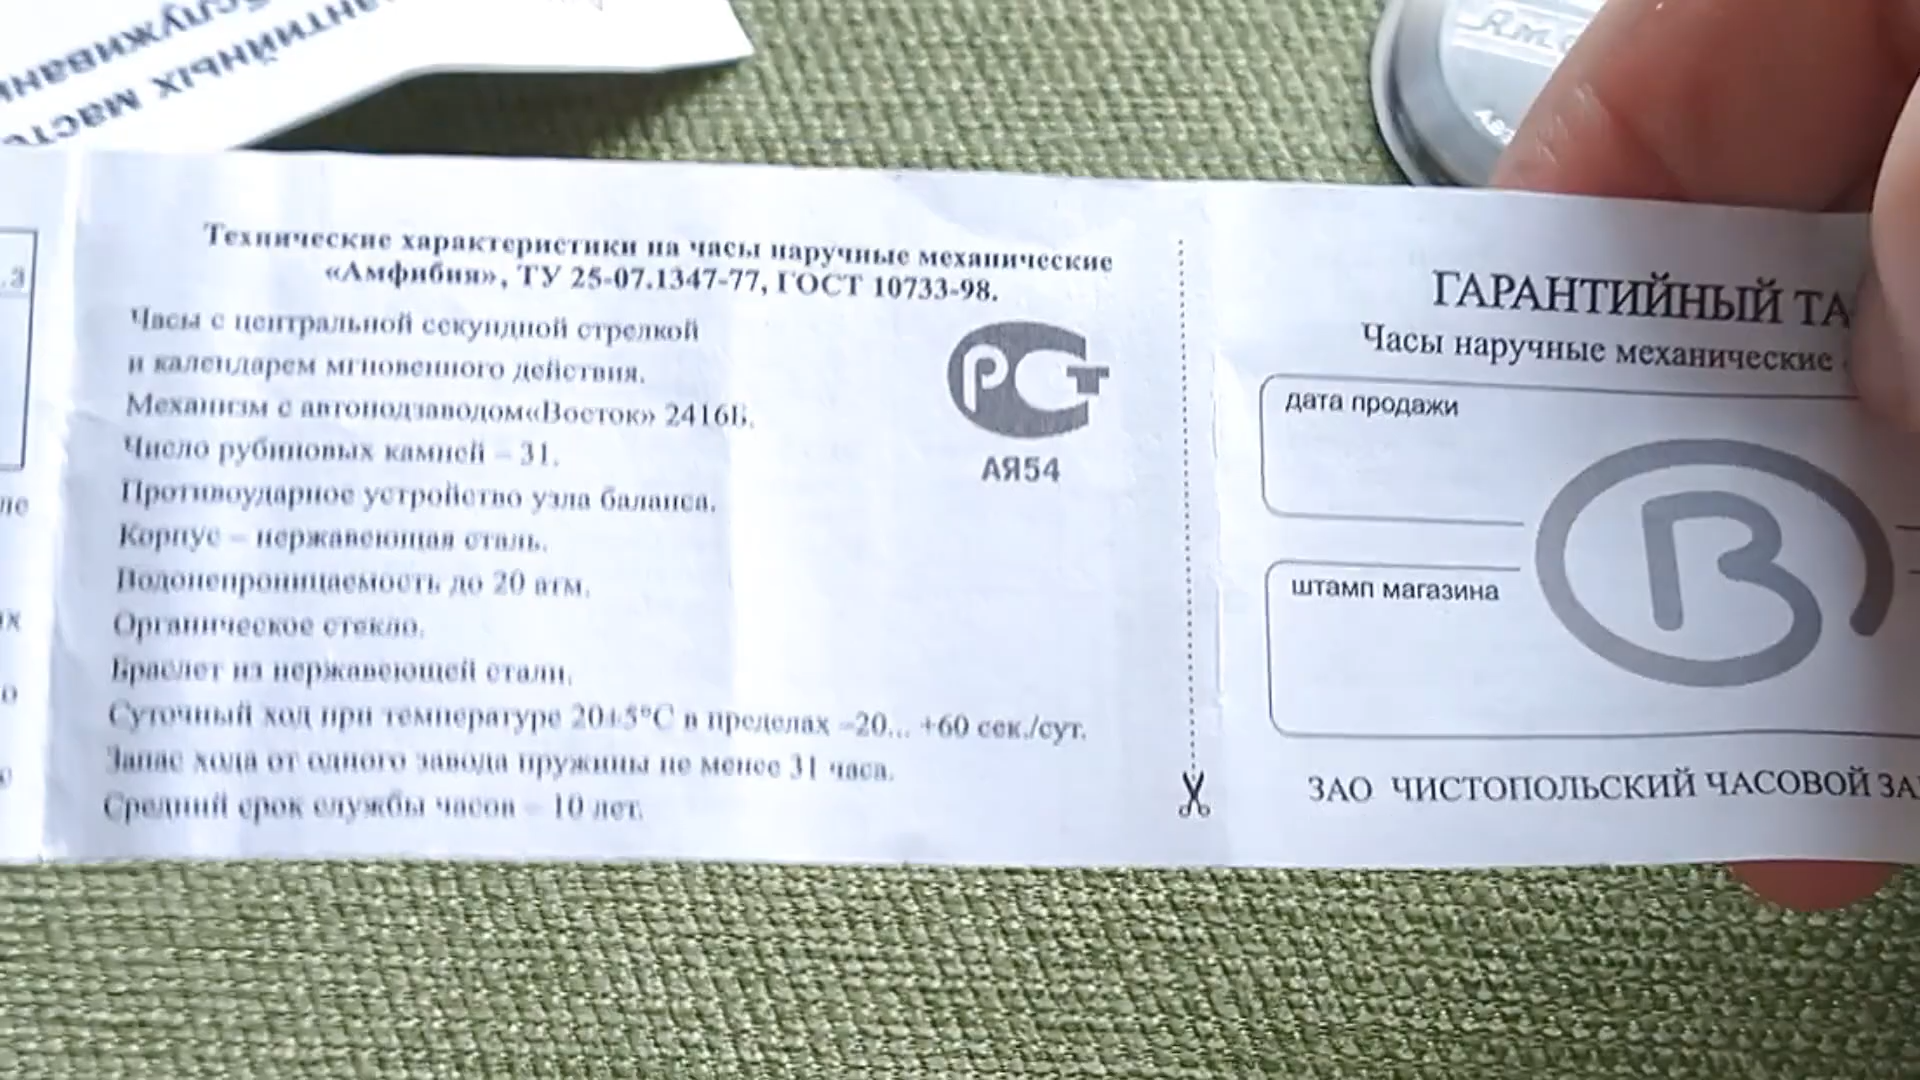 Технические характеристики на часы наручные механические
«Амфибия», ТУ 25-07.1347-77, ГОСТ 10733-98.
Часы с центральной секундной стрелкой
и календарем мгновенного действия.
Механизм с автоподзаводом«Восток» 2416Б.
Число рубиновых камней – 31.
Противоударное устройство узла баланса.
Корпус – нержавеющая сталь.
Водонепроницаемость до 20 атм.
Органическое стекло.
Браслет из нержавеющей стали.
Суточный ход при температуре 20±5°С в пределах –20... +60 сек./сут.
Запас хода от одного завода пружины не менее 31 часа.
Средний срок службы часов – 10 лет.
РСТ
АЯ54
ГАРАНТИЙНЫЙ ТА
Часы наручные механические
дата продажи
В
штамп магазина
ЗАО ЧИСТОПОЛЬСКИЙ ЧАСОВОЙ ЗА